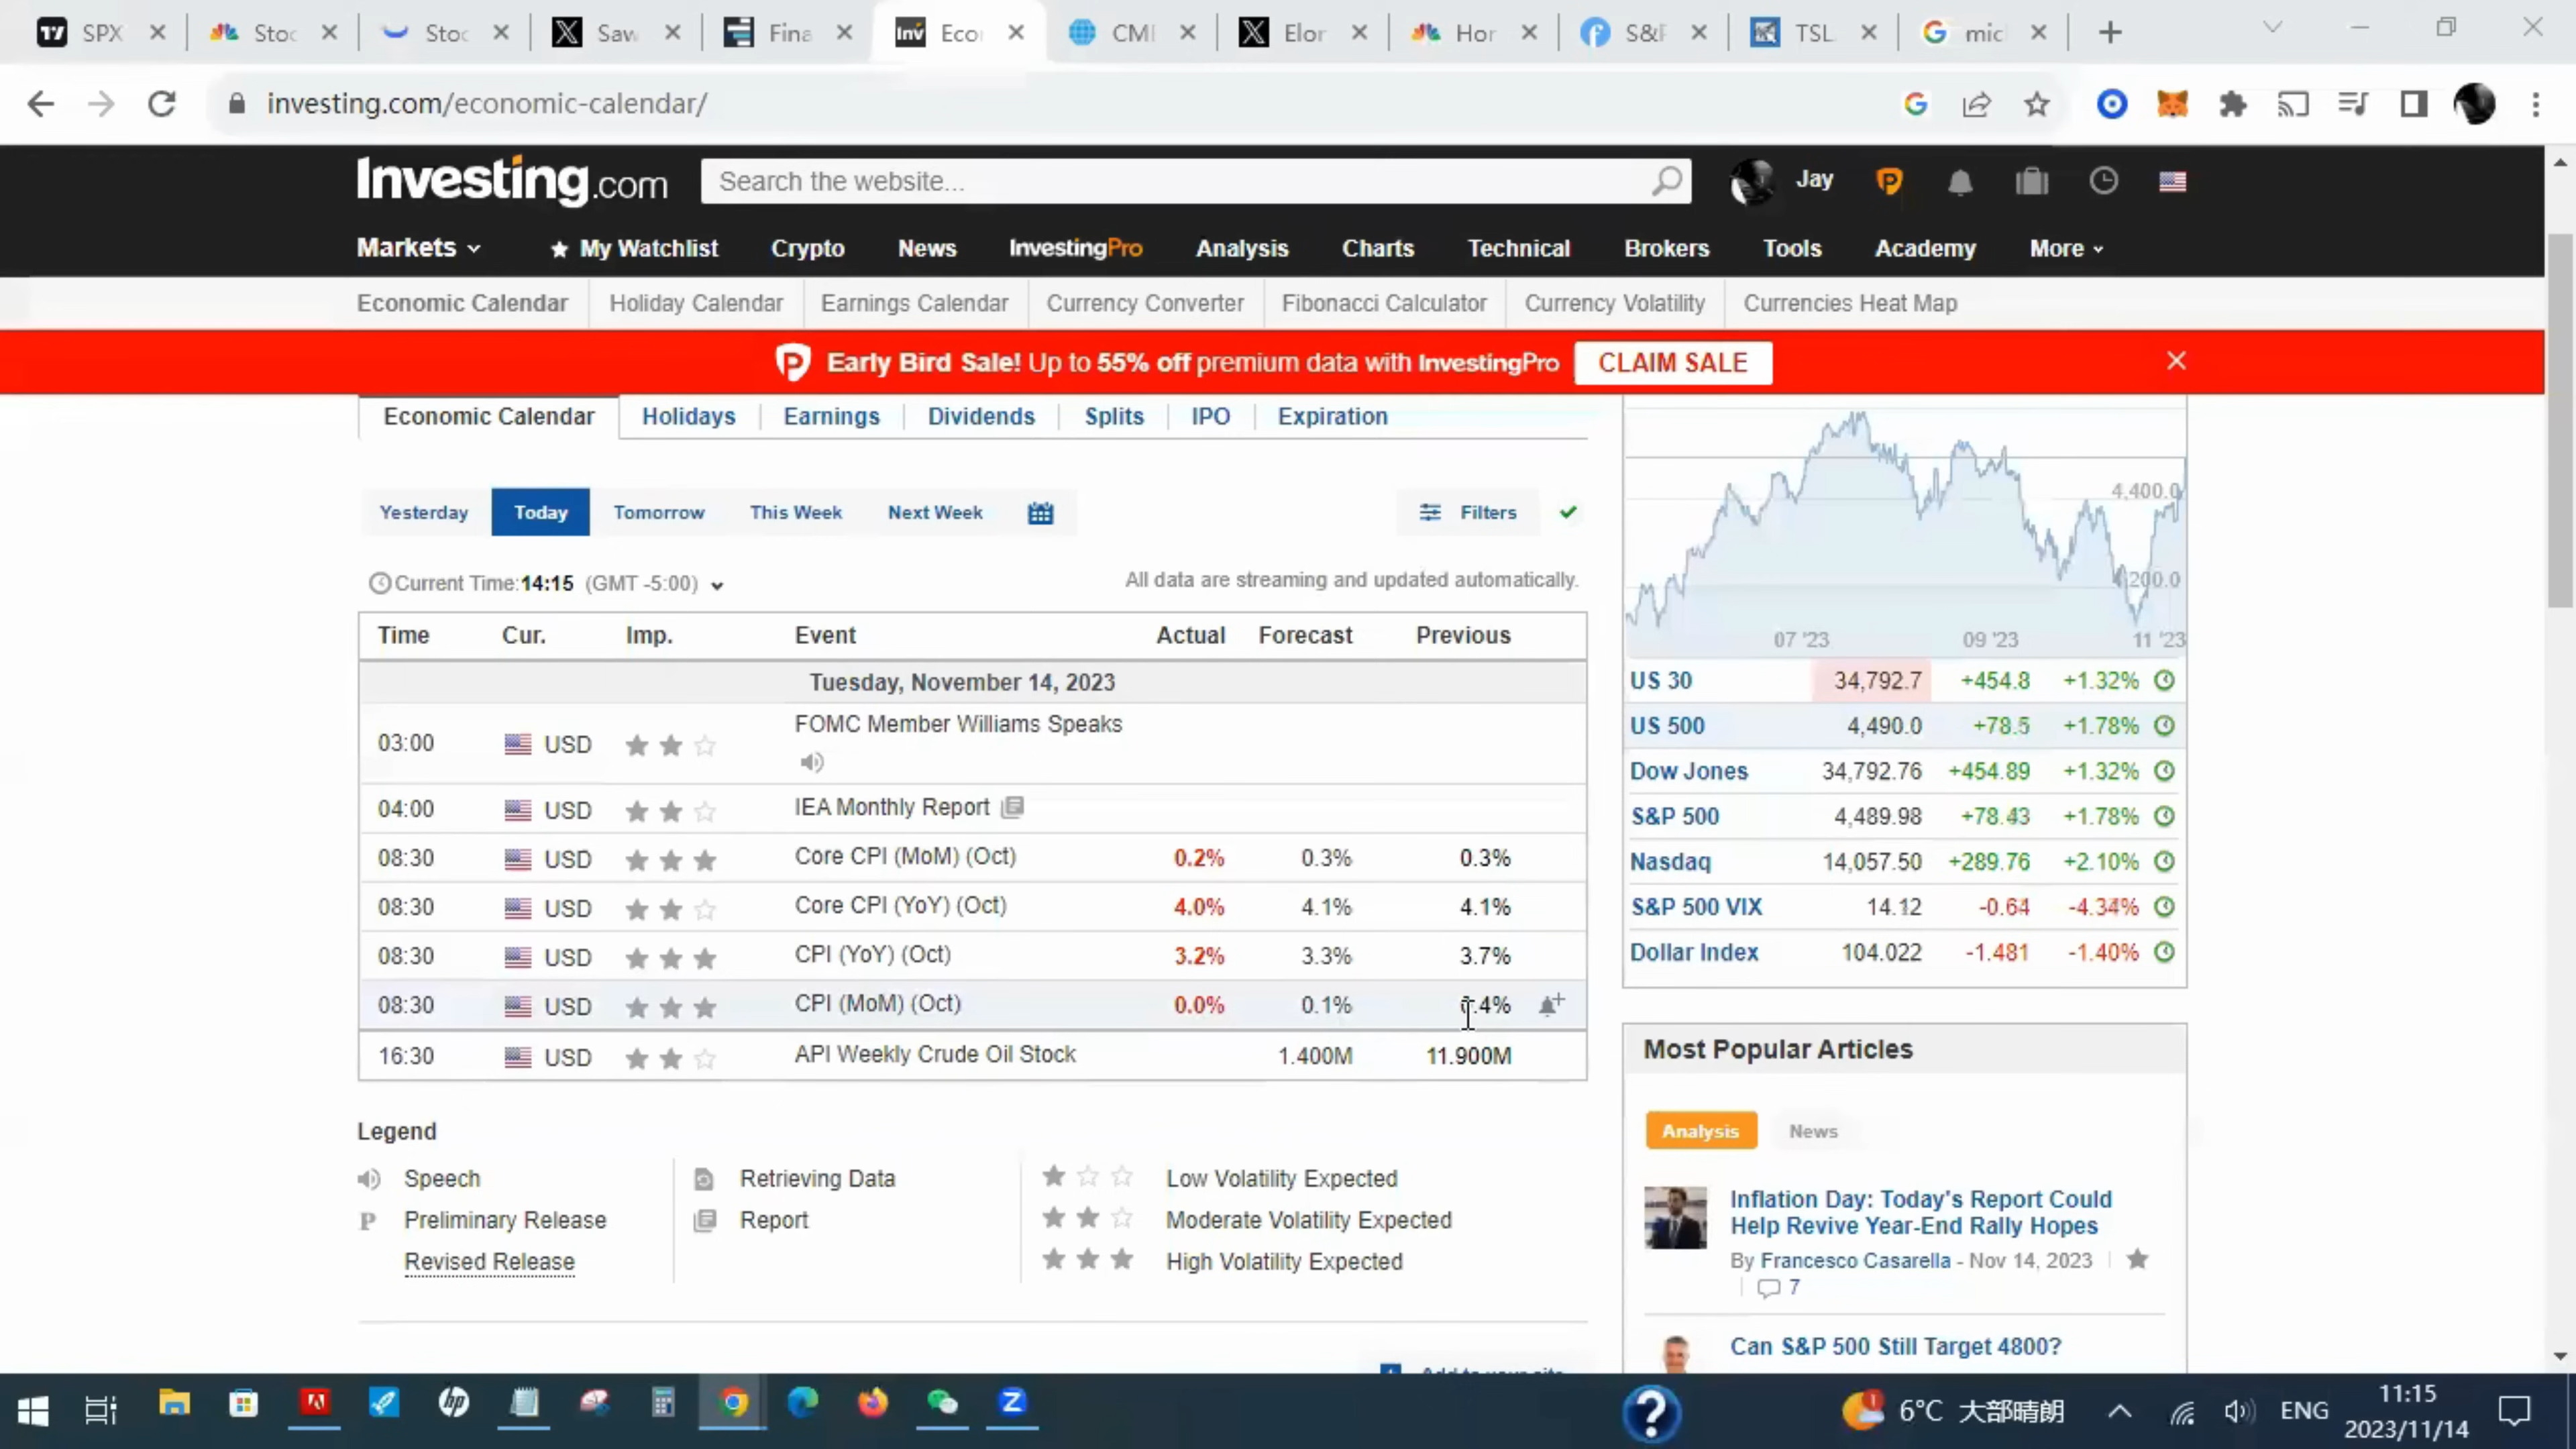 SPX Stoc Stoc Saw Fina Ecor CMI Elor Hor S&P TSL. mic
investing.com/economic-calendar/
Investing.com Search the website... Jay
Markets My Watchlist Crypto News InvestingPro Analysis Charts Technical Brokers Tools Academy More
Economic Calendar Holiday Calendar Earnings Calendar Currency Converter Fibonacci Calculator Currency Volatility Currencies Heat Map
Early Bird Sale! Up to 55% off premium data with InvestingPro CLAIM SALE
Economic Calendar Holidays Earnings Dividends Splits IPO Expiration
Yesterday Today Tomorrow This Week Next Week Filters
Current Time:14:15 (GMT -5:00) All data are streaming and updated automatically.
Time Cur. Imp. Event Actual Forecast Previous
Tuesday, November 14, 2023
03:00 USD FOMC Member Williams Speaks
04:00 USD IEA Monthly Report
08:30 USD Core CPI (MoM) (Oct) 0.2% 0.3% 0.3%
08:30 USD Core CPI (YoY) (Oct) 4.0% 4.1% 4.1%
08:30 USD CPI (YoY) (Oct) 3.2% 3.3% 3.7%
08:30 USD CPI (MoM) (Oct) 0.0% 0.1% 0.4%
16:30 USD API Weekly Crude Oil Stock 1.400M 11.900M
Legend
Speech Retrieving Data Low Volatility Expected
P Preliminary Release Report Moderate Volatility Expected
Revised Release High Volatility Expected
4,400.0
4,200.0
07 '23 09 '23 11 '23
US 30 34,792.7 +454.8 +1.32%
US 500 4,490.0 +78.5 +1.78%
Dow Jones 34,792.76 +454.89 +1.32%
S&P 500 4,489.98 +78.43 +1.78%
Nasdaq 14,057.50 +289.76 +2.10%
S&P 500 VIX 14.12 -0.64 -4.34%
Dollar Index 104.022 -1.481 -1.40%
Most Popular Articles
Analysis News
Inflation Day: Today's Report Could
Help Revive Year-End Rally Hopes
By Francesco Casarella - Nov 14, 2023
7
Can S&P 500 Still Target 4800?
6°C 大部晴朗 ENG 11:15
2023/11/14